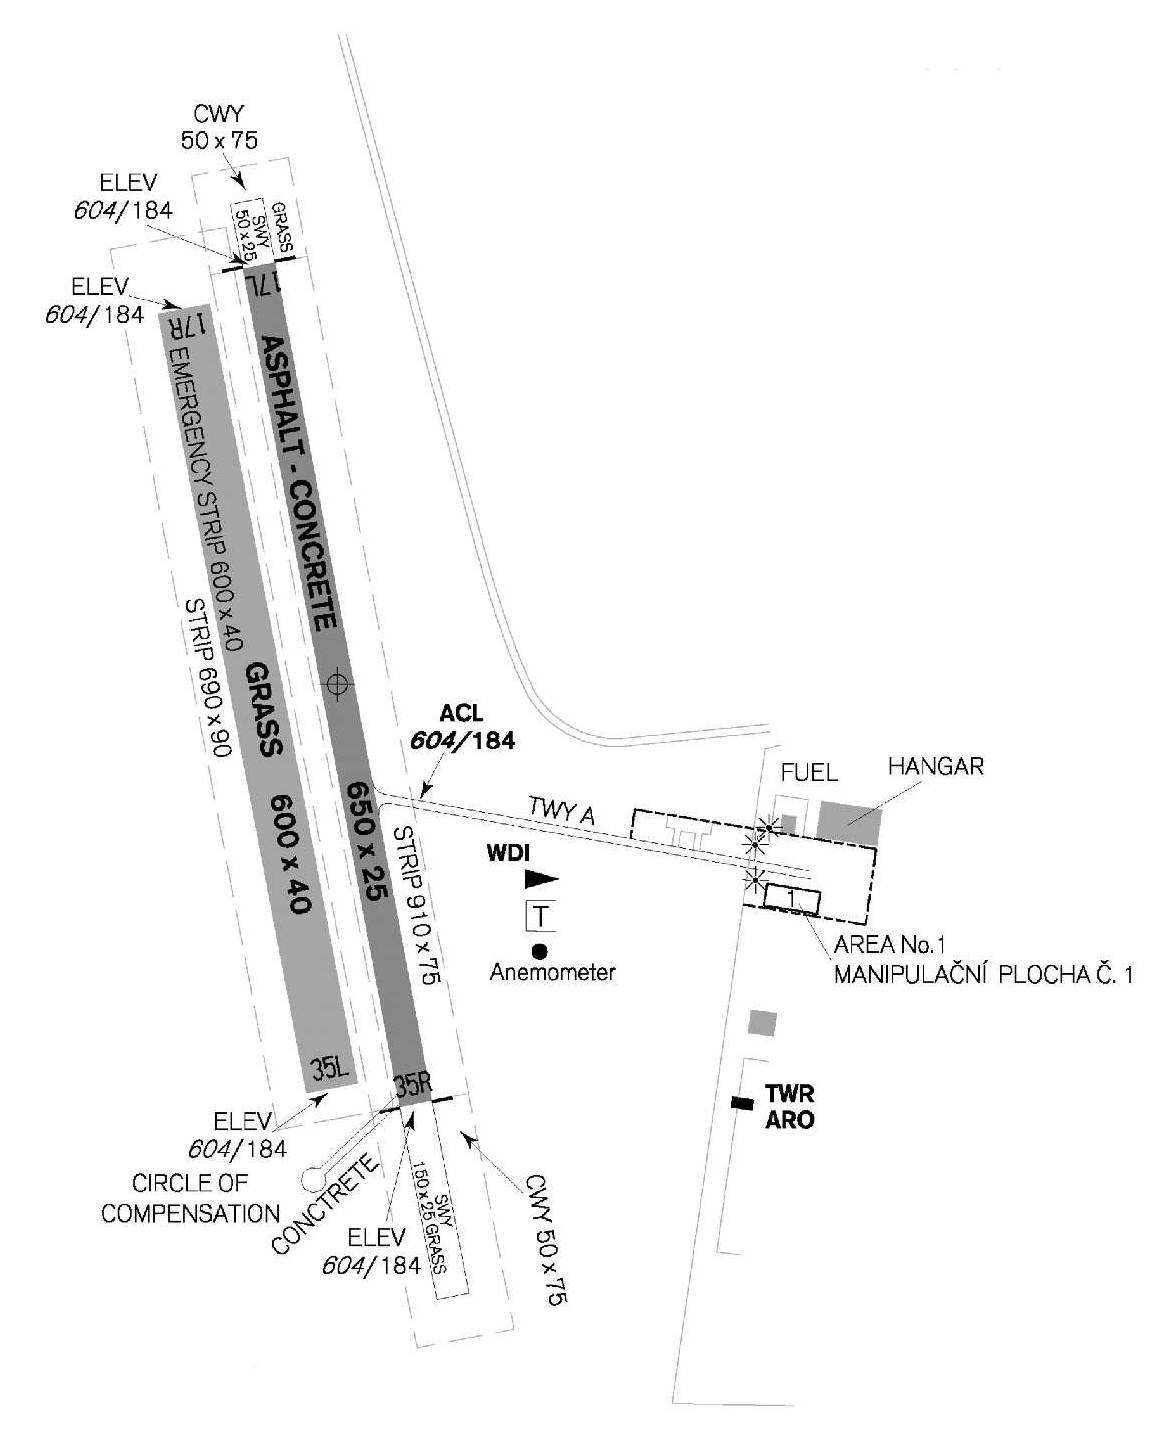 CWY
50 x 75
ELEV
604/184
GRASS
SWY
50 x 25
17L
ELEV
604/184
17R
ASPHALT - CONCRETE
EMERGENCY STRIP 600 x 40
STRIP 690 x 90
GRASS 600 x 40
650 x 25
ACL
604/184
TWY A
FUEL
HANGAR
STRIP 910 x 75
WDI
T
Anemometer
1
AREA No.1
MANIPULAČNÍ PLOCHA Č. 1
35L
35R
TWR
ARO
ELEV
604/184
CIRCLE OF
COMPENSATION
CONCTRETE
SWY
150 x 25 GRASS
ELEV
604/184
CWY 50 x 75